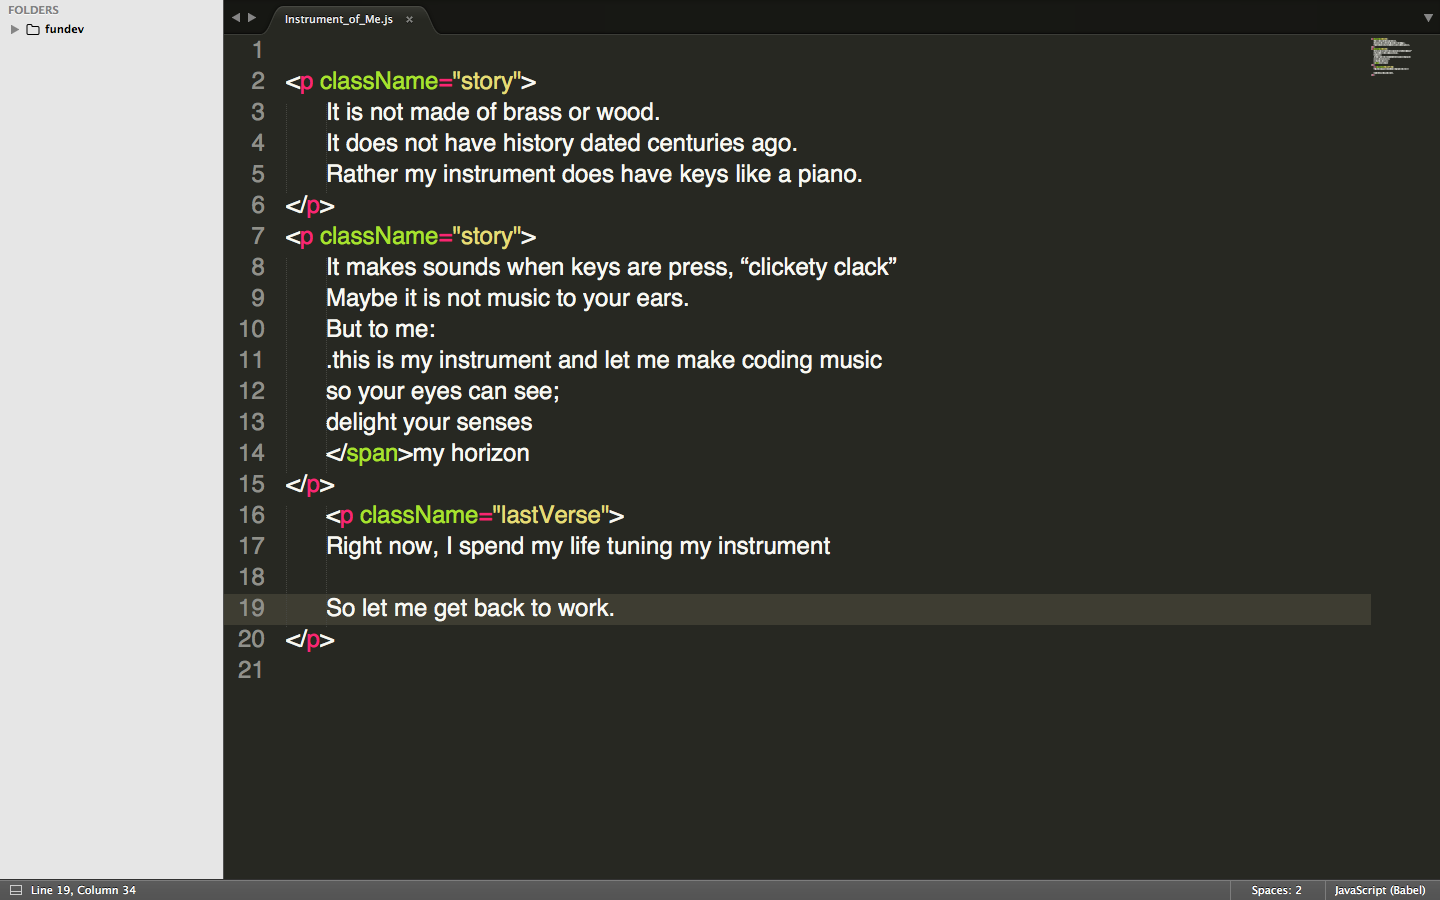 FOLDERS
fundev
Instrument_of_Me.js ×
1
2 <p className="story">
3 It is not made of brass or wood.
4 It does not have history dated centuries ago.
5 Rather my instrument does have keys like a piano.
6 </p>
7 <p className="story">
8 It makes sounds when keys are press, “clickety clack”
9 Maybe it is not music to your ears.
10 But to me:
11 .this is my instrument and let me make coding music
12 so your eyes can see;
13 delight your senses
14 </span>my horizon
15 </p>
16 <p className="lastVerse">
17 Right now, I spend my life tuning my instrument
18
19 So let me get back to work.
20 </p>
21
Line 19, Column 34 Spaces: 2 JavaScript (Babel)